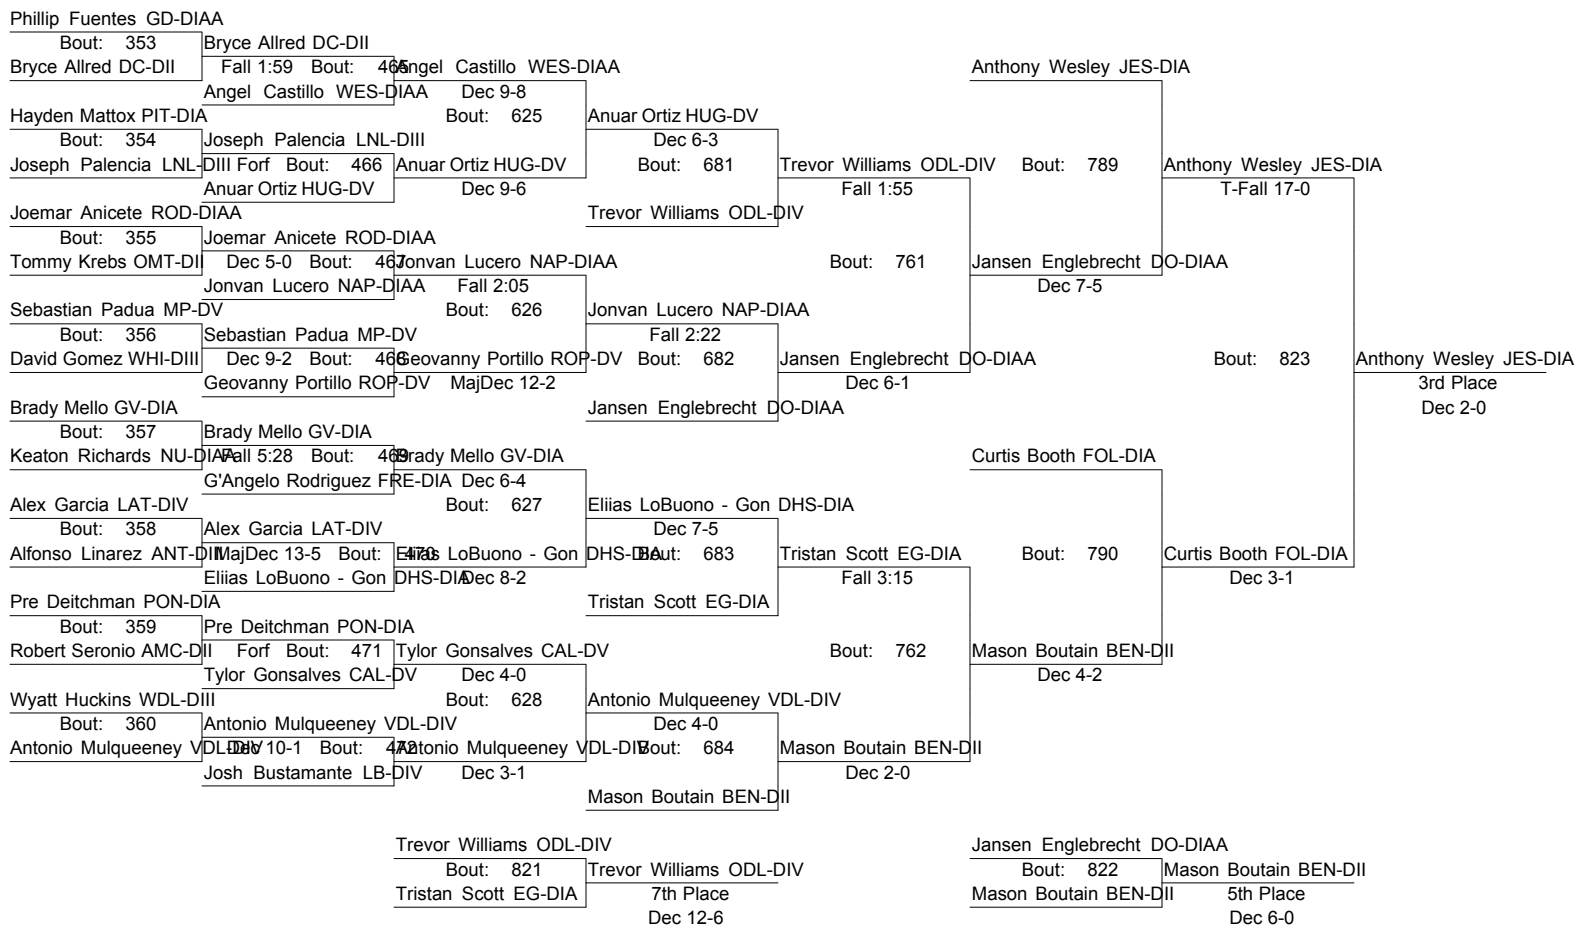 Phillip Fuentes GD-DIAA
Bout: 353 Bryce Allred DC-DII
Bryce Allred DC-DII Fall 1:59 Bout: 465 Angel Castillo WES-DIAA Anthony Wesley JES-DIA
Angel Castillo WES-DIAA Dec 9-8
Hayden Mattox PIT-DIA Bout: 625 Anuar Ortiz HUG-DV
Bout: 354 Joseph Palencia LNL-DIII Dec 6-3
Joseph Palencia LNL-DIII Forf Bout: 466 Anuar Ortiz HUG-DV Bout: 681 Trevor Williams ODL-DIV Bout: 789 Anthony Wesley JES-DIA
Anuar Ortiz HUG-DV Dec 9-6 Fall 1:55 T-Fall 17-0
Joemar Anicete ROD-DIAA Trevor Williams ODL-DIV
Bout: 355 Joemar Anicete ROD-DIAA
Tommy Krebs OMT-DII Dec 5-0 Bout: 467 Jonvan Lucero NAP-DIAA Bout: 761 Jansen Englebrecht DO-DIAA
Jonvan Lucero NAP-DIAA Fall 2:05 Dec 7-5
Sebastian Padua MP-DV Bout: 626 Jonvan Lucero NAP-DIAA
Bout: 356 Sebastian Padua MP-DV Fall 2:22
David Gomez WHI-DIII Dec 9-2 Bout: 468 Geovanny Portillo ROP-DV Bout: 682 Jansen Englebrecht DO-DIAA Bout: 823 Anthony Wesley JES-DIA
Geovanny Portillo ROP-DV MajDec 12-2 Dec 6-1 3rd Place
Brady Mello GV-DIA Jansen Englebrecht DO-DIAA Dec 2-0
Bout: 357 Brady Mello GV-DIA
Keaton Richards NU-DIAA Fall 5:28 Bout: 469 Brady Mello GV-DIA Curtis Booth FOL-DIA
G'Angelo Rodriguez FRE-DIA Dec 6-4
Alex Garcia LAT-DIV Bout: 627 Eliias LoBuono - Gon DHS-DIA
Bout: 358 Alex Garcia LAT-DIV Dec 7-5
Alfonso Linarez ANT-DIII MajDec 13-5 Bout: 470 Eliias LoBuono - Gon DHS-DIA Bout: 683 Tristan Scott EG-DIA Bout: 790 Curtis Booth FOL-DIA
Eliias LoBuono - Gon DHS-DIA Dec 8-2 Fall 3:15 Dec 3-1
Pre Deitchman PON-DIA Tristan Scott EG-DIA
Bout: 359 Pre Deitchman PON-DIA
Robert Seronio AMC-DII Forf Bout: 471 Tylor Gonsalves CAL-DV Bout: 762 Mason Boutain BEN-DII
Tylor Gonsalves CAL-DV Dec 4-0 Dec 4-2
Wyatt Huckins WDL-DIII Bout: 628 Antonio Mulqueeney VDL-DIV
Bout: 360 Antonio Mulqueeney VDL-DIV Dec 4-0
Antonio Mulqueeney VDL-DIV Dec 10-1 Bout: 472 Antonio Mulqueeney VDL-DIV Bout: 684 Mason Boutain BEN-DII
Josh Bustamante LB-DIV Dec 3-1 Dec 2-0
Mason Boutain BEN-DII
Trevor Williams ODL-DIV Jansen Englebrecht DO-DIAA
Bout: 821 Trevor Williams ODL-DIV Bout: 822 Mason Boutain BEN-DII
Tristan Scott EG-DIA 7th Place Mason Boutain BEN-DII 5th Place
Dec 12-6 Dec 6-0